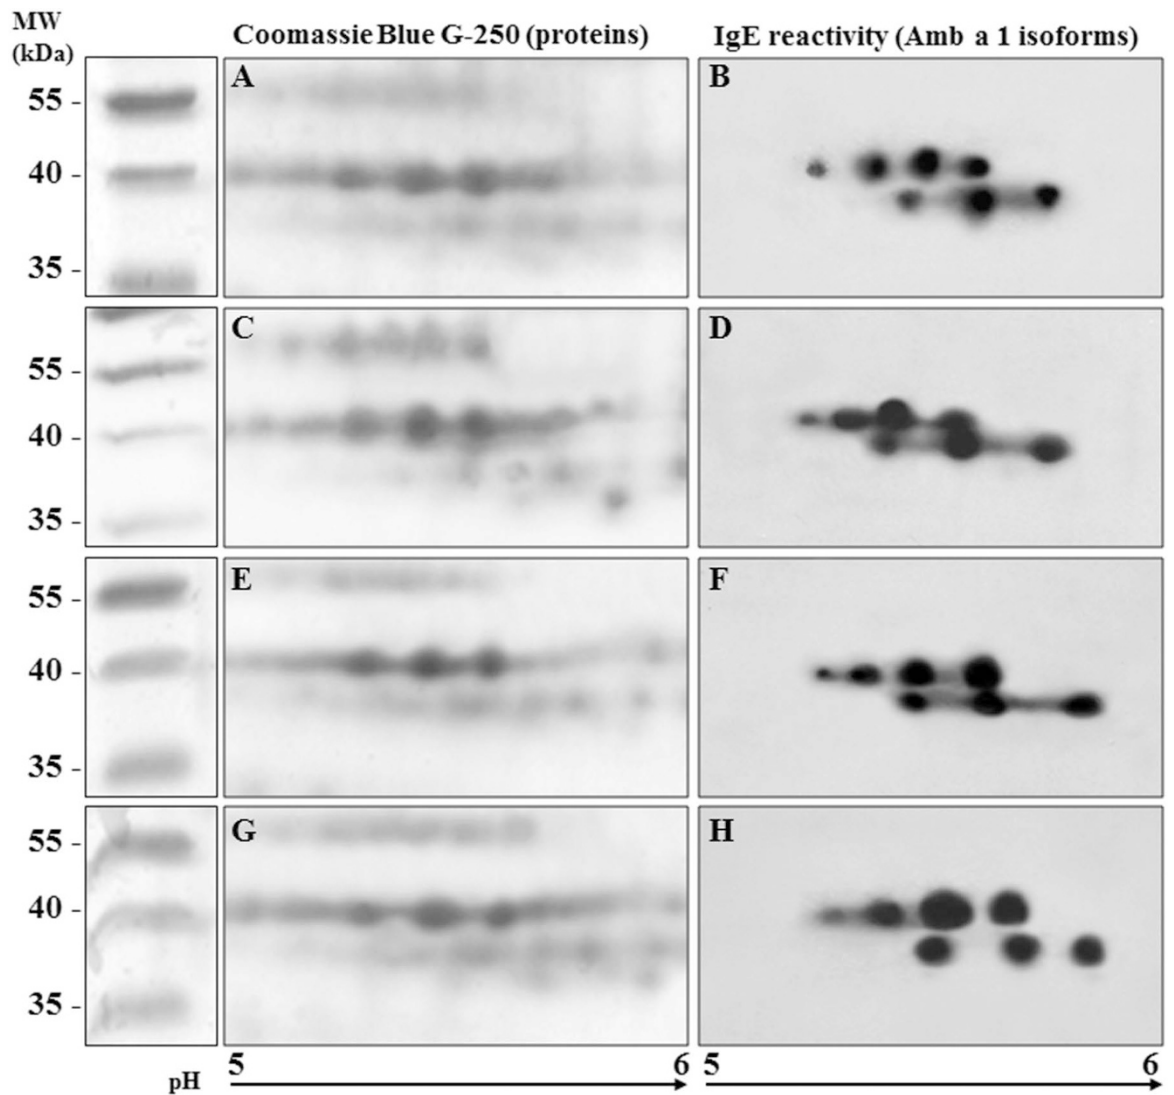 MW
(kDa)
Coomassie Blue G-250 (proteins)
IgE reactivity (Amb a 1 isoforms)
A
B
55 -
40 -
35 -
C
D
55 -
40 -
35 -
E
F
55 -
40 -
35 -
G
H
55 -
40 -
35 -
5 6 5 6
pH